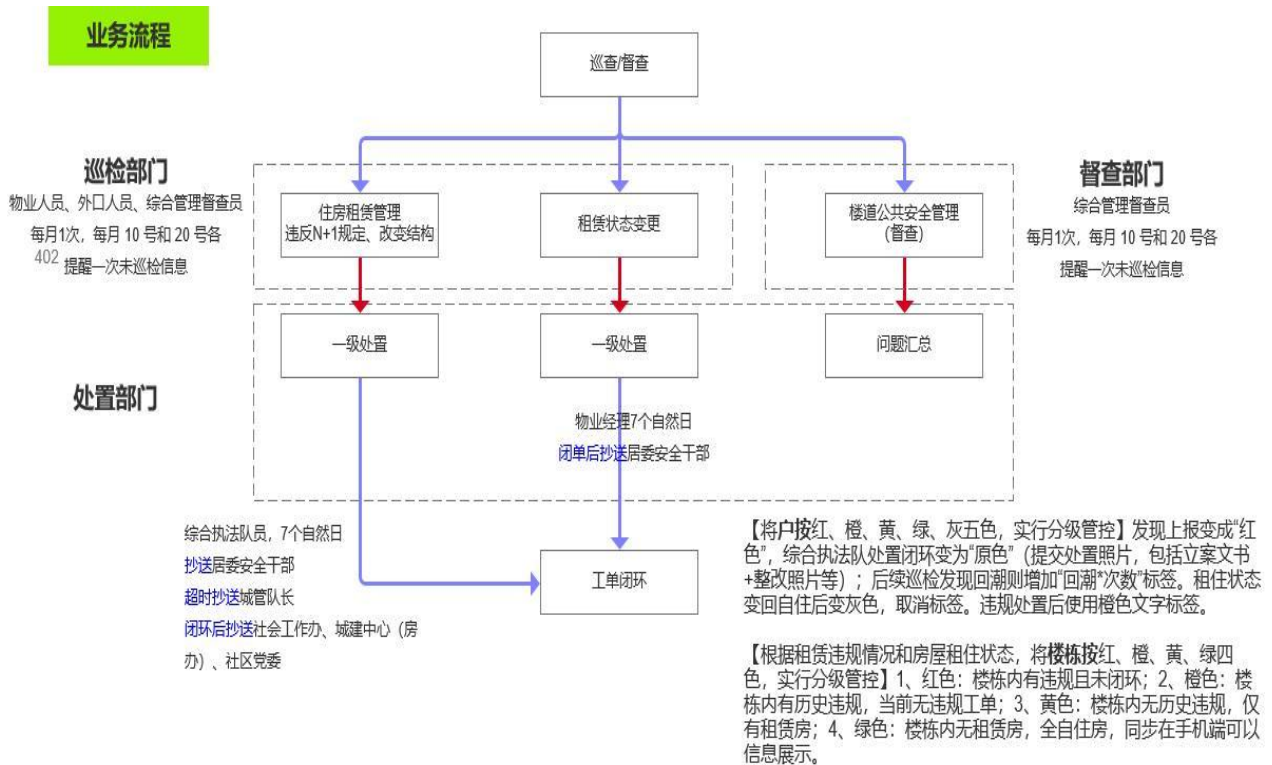 业务流程
巡查/督查
巡检部门
物业人员、外口人员、综合管理督查员
每月1次，每月 10 号和 20 号各
402
提醒一次未巡检信息
住房租赁管理
违反N+1规定、改变结构
租赁状态变更
楼道公共安全管理
(督查)
督查部门
综合管理督查员
每月1次，每月 10 号和 20 号各
提醒一次未巡检信息
一级处置
一级处置
问题汇总
处置部门
物业经理7个自然日
闭单后抄送居委安全干部
综合执法队员，7个自然日
抄送居委安全干部
超时抄送城管队长
闭环后抄送社会工作办、城建中心（房
办）、社区党委
工单闭环
【将户按红、橙、黄、绿、灰五色，实行分级管控】发现上报变成“红
色”，综合执法队处置闭环变为“原色”（提交处置照片，包括立案文书
+整改照片等）；后续巡检发现回潮则增加“回潮*次数”标签。租住状态
变回自住后变灰色，取消标签。违规处置后使用橙色文字标签。
【根据租赁违规情况和房屋租住状态，将楼栋按红、橙、黄、绿四
色，实行分级管控】1、红色：楼栋内有违规且未闭环；2、橙色：楼
栋内有历史违规，当前无违规工单；3、黄色：楼栋内无历史违规，仅
有租赁房；4、绿色：楼栋内无租赁房，全自住房，同步在手机端可以
信息展示。